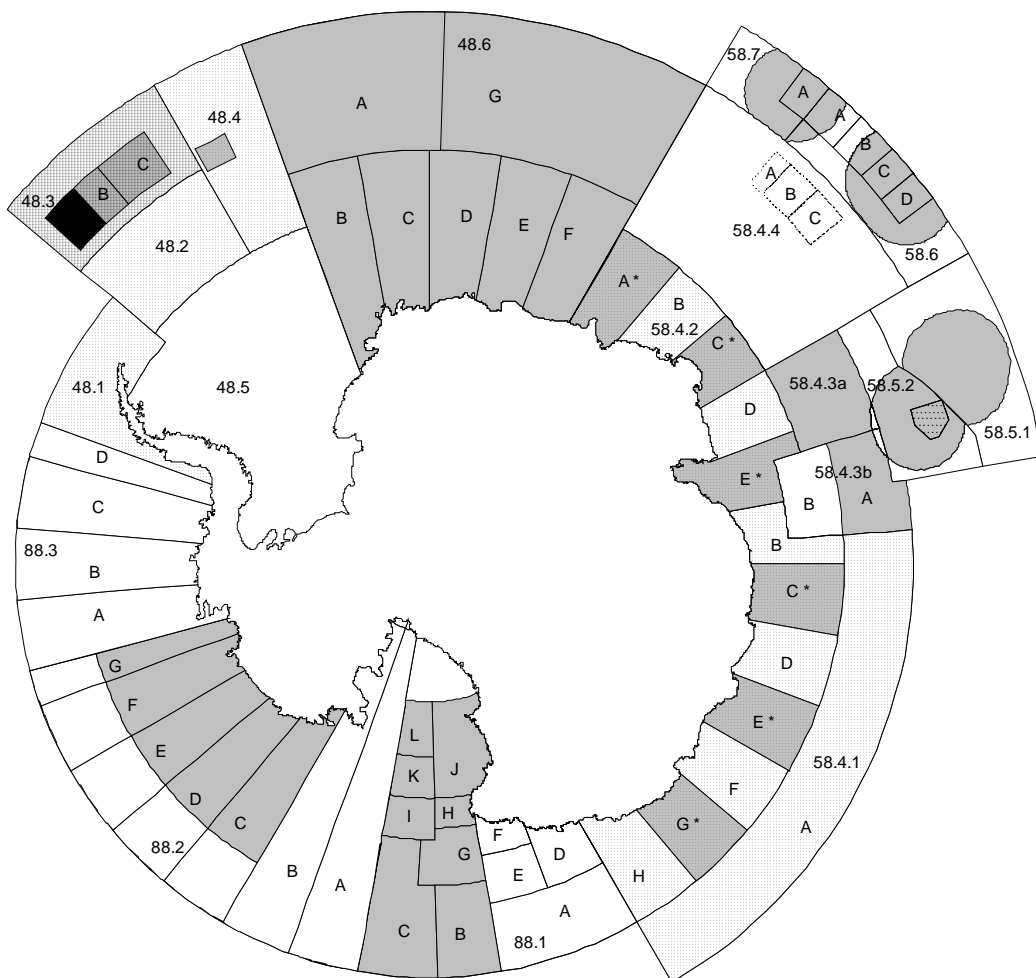 48.6
A
G
48.4
58.7
A
A
B
C
D
58.6
48.3
B
C
48.2
A
B
C
58.4.4
B
C
D
E
F
A *
B
58.4.2
C *
D
E *
48.5
48.1
58.4.3a
58.5.2
58.5.1
58.4.3b
A
B
D
C
88.3
B
A
B
C *
D
E *
F
G *
H
58.4.1
A
G
F
E
D
C
88.2
B
A
L
K
J
I
H
G
C
B
F
E
D
A
88.1